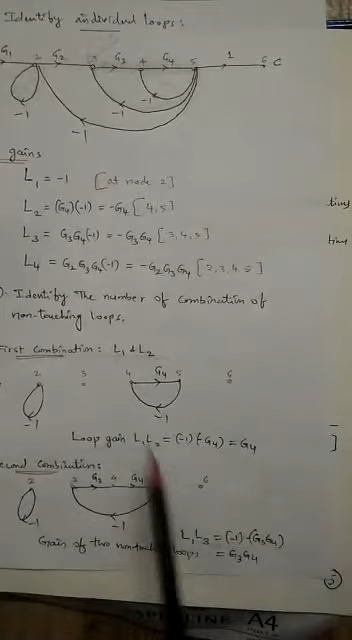 Identify individual loops:
G₁ 2 G₂ 3 G₃ 4 G₄ 5 1 6 C
-1 -1 -1 -1
gains
L₁ = -1 [at node 2]
L₂ = (G₄)(-1) = -G₄ [4,5]
L₃ = G₃G₄(-1) = -G₃G₄ [3,4,5]
L₄ = G₂G₃G₄(-1) = -G₂G₃G₄ [2,3,4,5]
). Identify The number of combination of
non-touching loops.
First Combination: L₁ & L₂
2 3 4 G₄ 5 6
-1 -1
Loop gain L₁L₂ = (-1)(-G₄) = G₄
]
econd Combination:
2 3 G₃ 4 G₄ 6
-1 -1
L₁L₃ = (-1)(-G₃G₄)
Gain of two loops = G₃G₄
A4